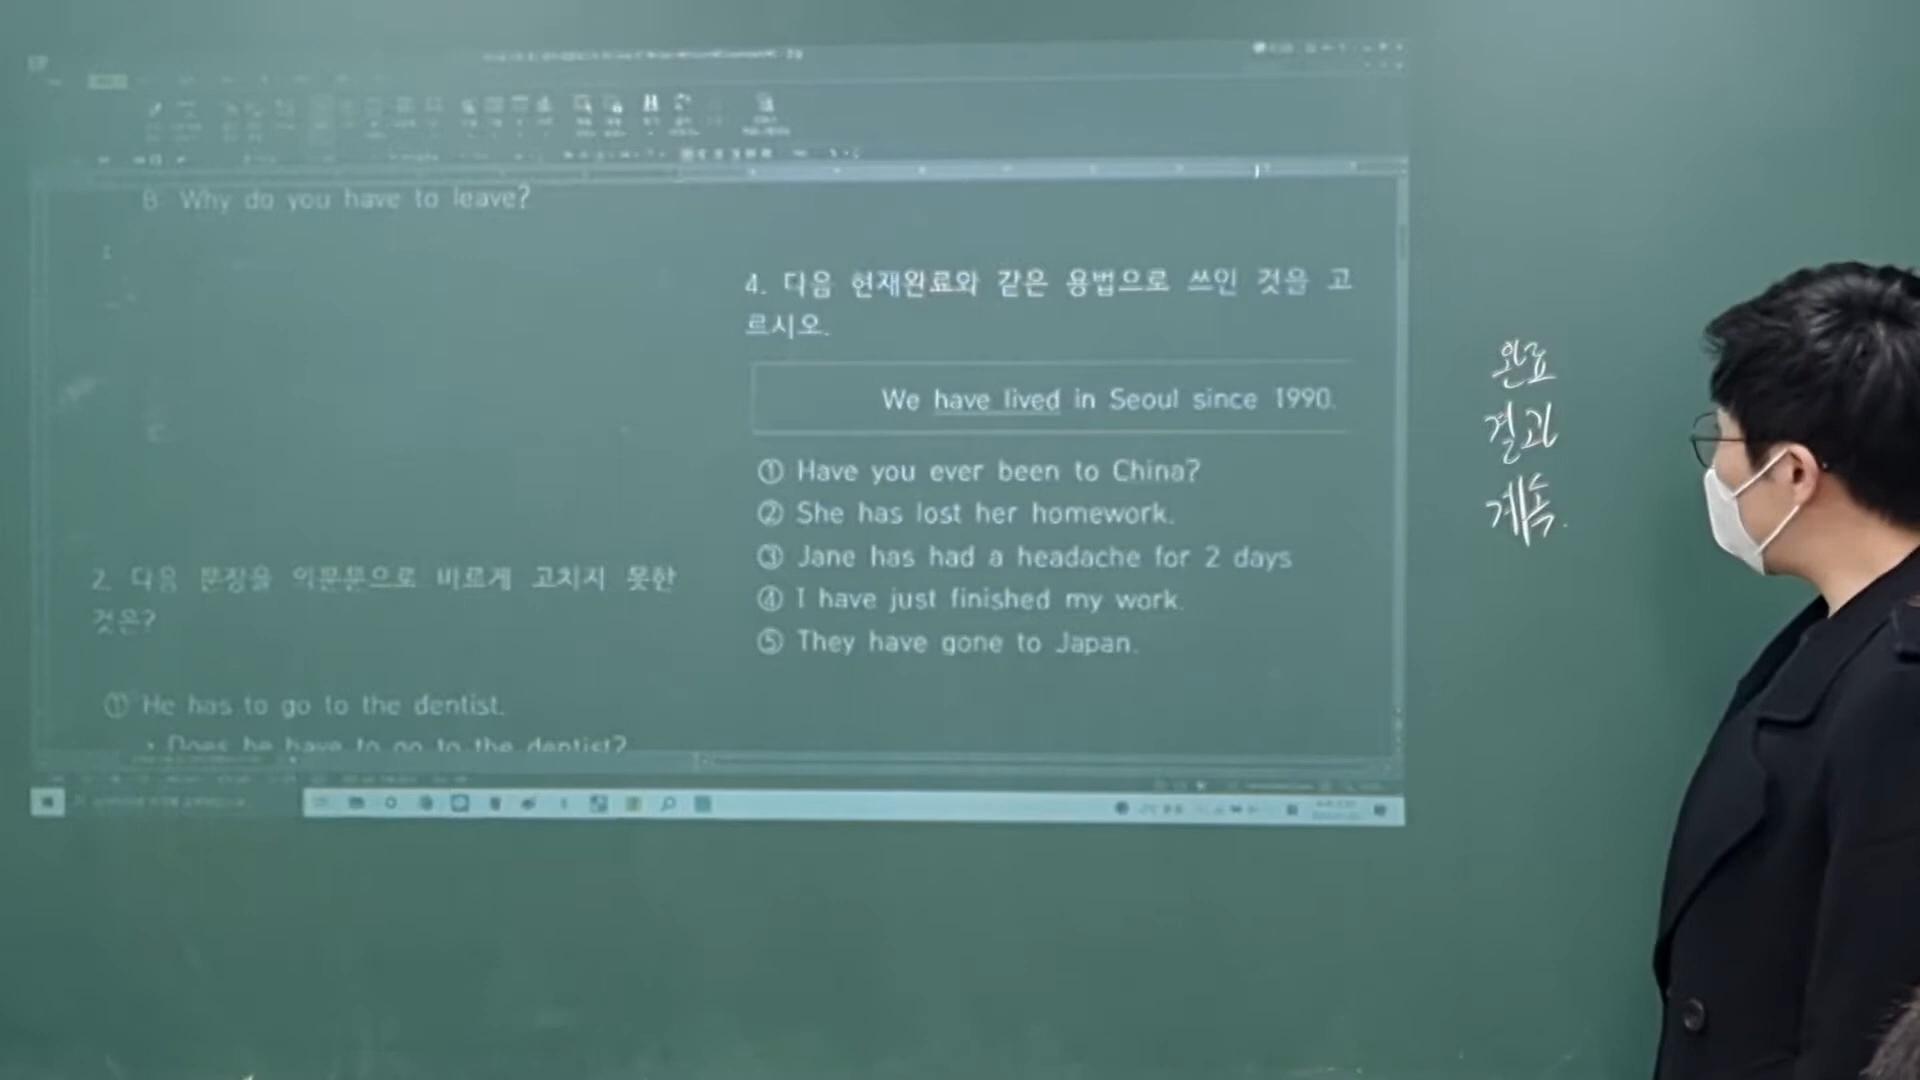 B Why do you have to leave?
2. 다음 문장을 의문문으로 바르게 고치지 못한
것은?
① He has to go to the dentist.
Does he have to go to the dentist?
4. 다음 현재완료와 같은 용법으로 쓰인 것을 고
르시오.
We have lived in Seoul since 1990.
① Have you ever been to China?
② She has lost her homework.
③ Jane has had a headache for 2 days
④ I have just finished my work.
⑤ They have gone to Japan.
완료
결과
계속.